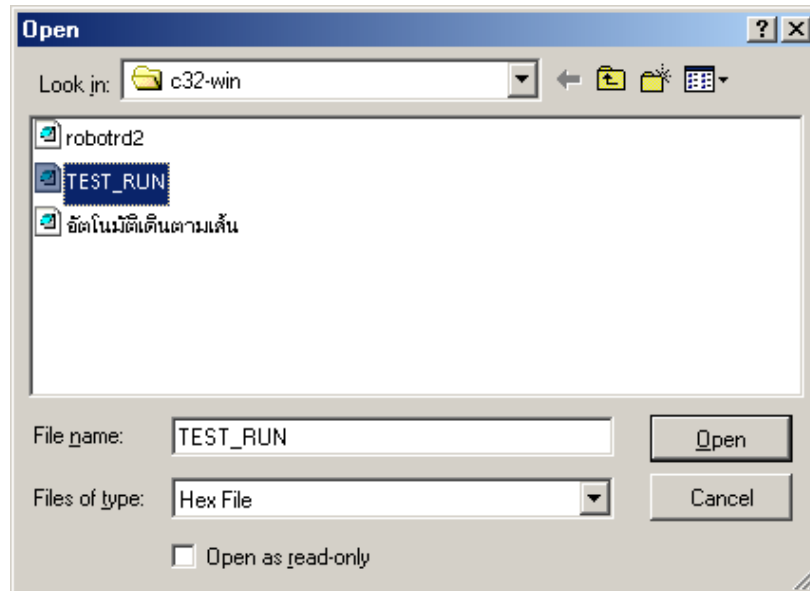 Open
Look in: c32-win
robotrd2
TEST_RUN
อัตโนมัติเดินตามเส้น
File name: TEST_RUN Open
Files of type: Hex File Cancel
Open as read-only